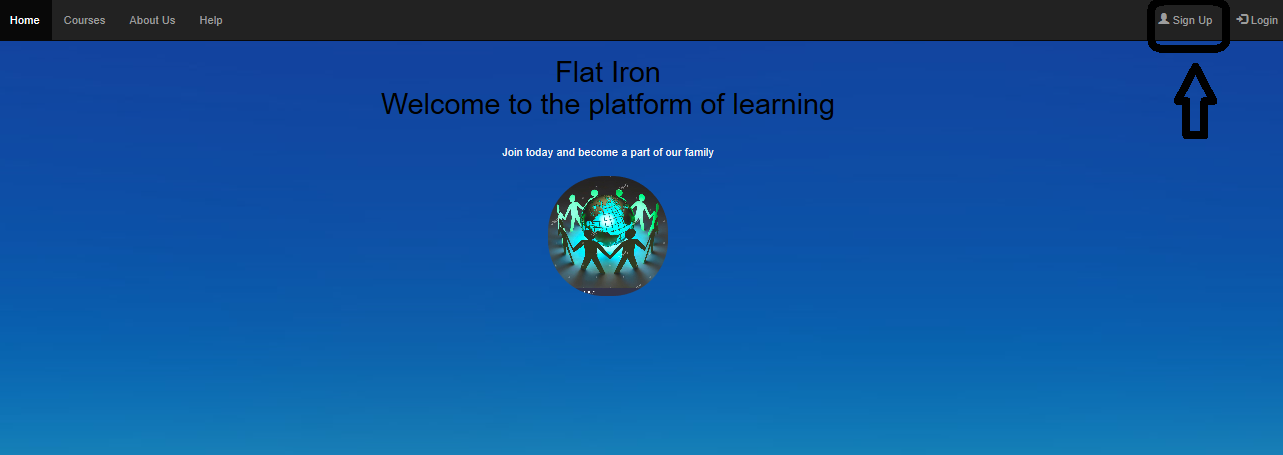 Home Courses About Us Help Sign Up Login
Flat Iron
Welcome to the platform of learning
Join today and become a part of our family